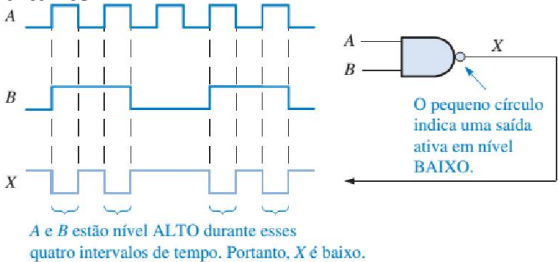 A
B
X
A
B
X
O pequeno círculo
indica uma saída
ativa em nível
BAIXO.
A e B estão nível ALTO durante esses
quatro intervalos de tempo. Portanto, X é baixo.